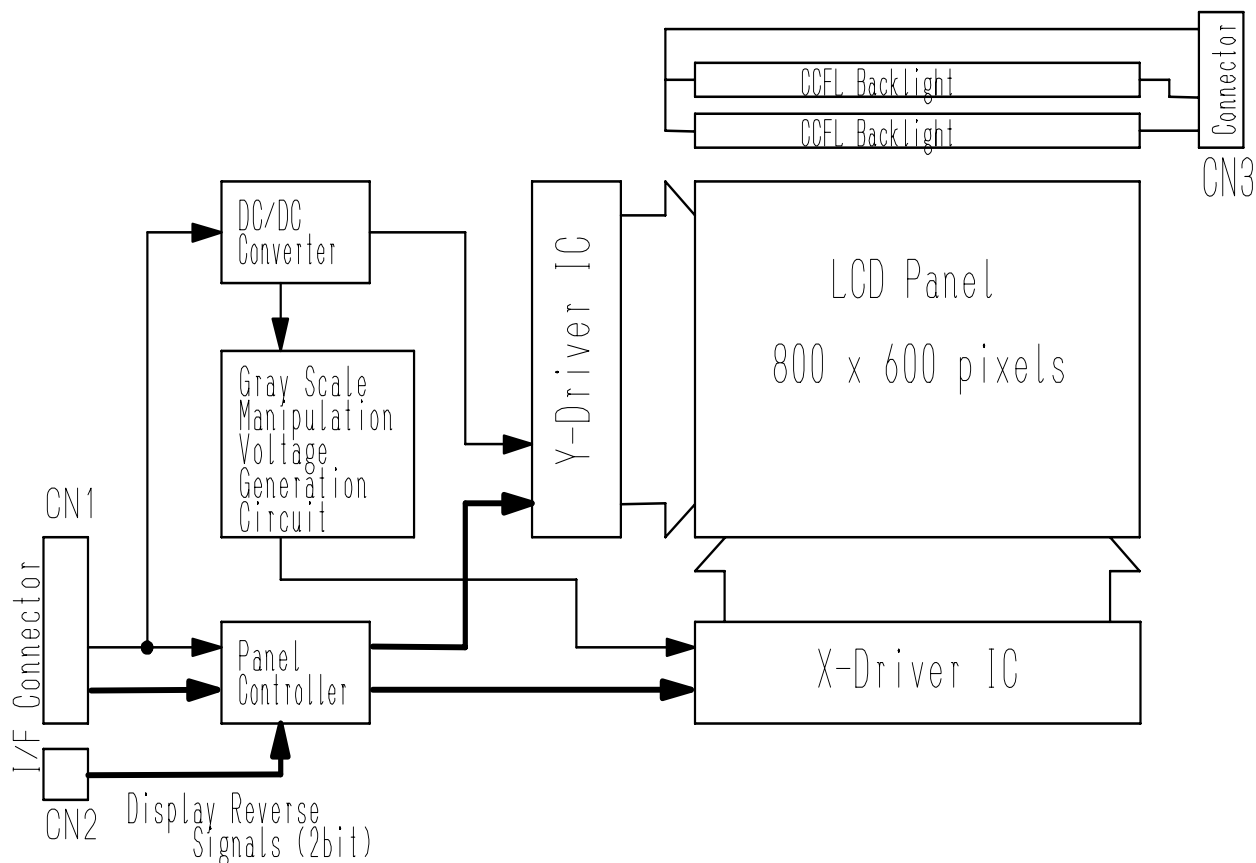 CCFL Backlight
CCFL Backlight
Connector
CN3
DC/DC
Converter
Y-Driver IC
LCD Panel
800 x 600 pixels
Gray Scale
Manipulation
Voltage
Generation
Circuit
CN1
I/F Connector
Panel
Controller
X-Driver IC
CN2
Display Reverse
Signals (2bit)